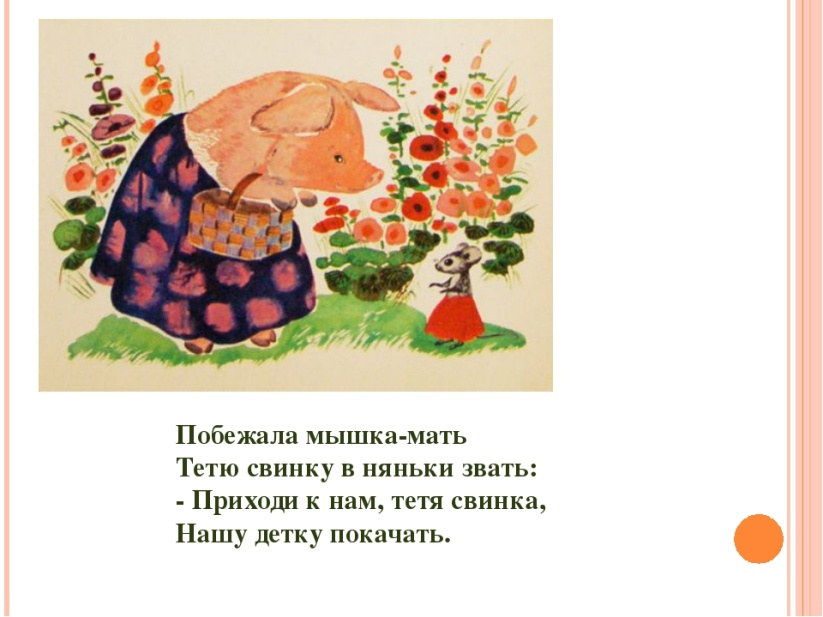 Побежала мышка-мать
Тетю свинку в няньки звать:
- Приходи к нам, тетя свинка,
Нашу детку покачать.